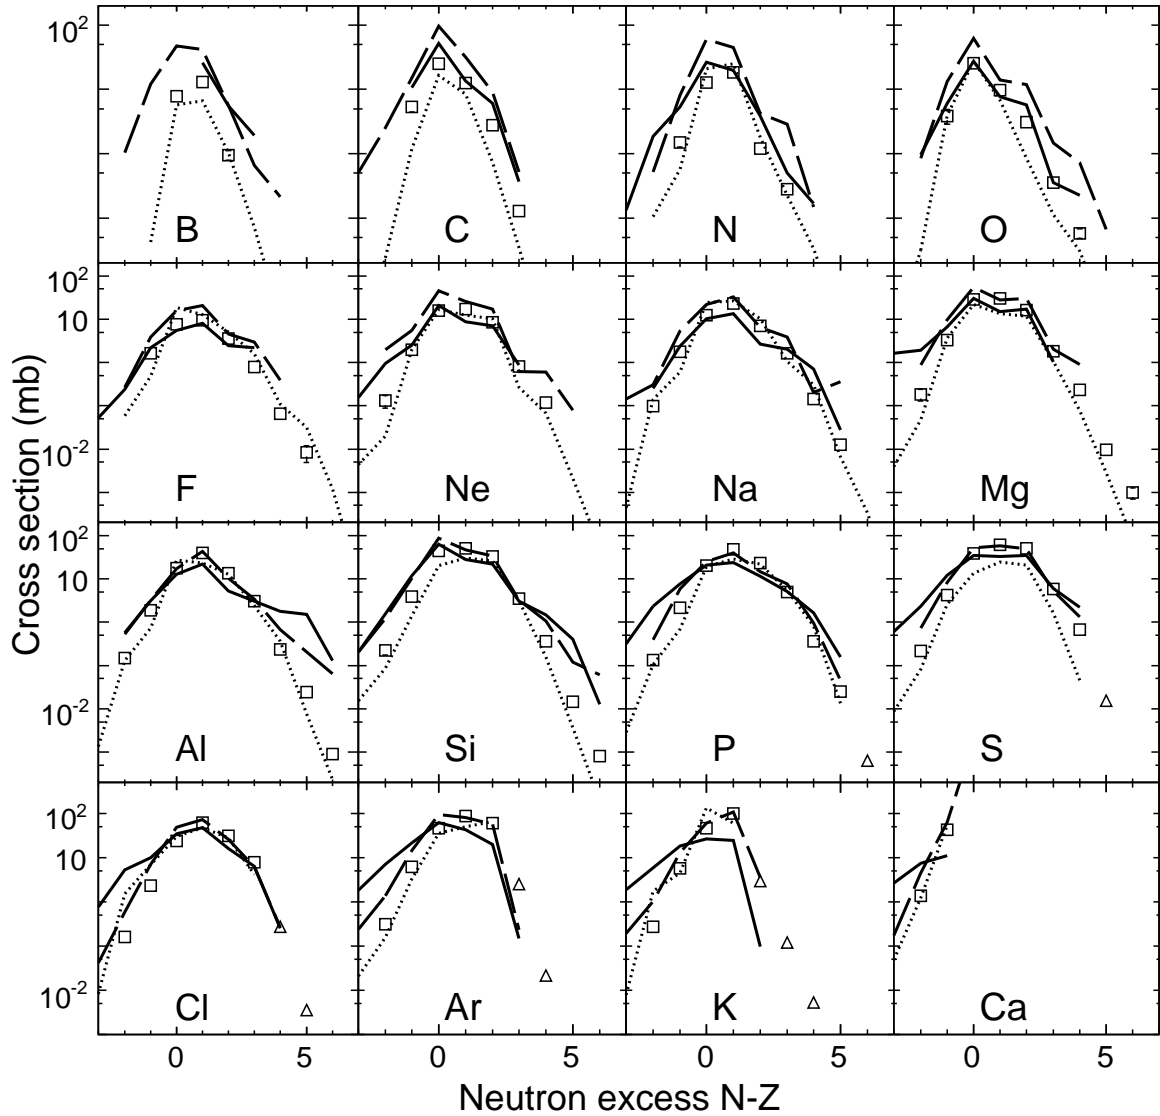 10²
B C N O
10²
10
10⁻²
F Ne Na Mg
10²
10
10⁻²
Al Si P S
10²
10
10⁻²
Cl Ar K Ca
0 5 0 5 0 5 0 5
Cross section (mb)
Neutron excess N-Z